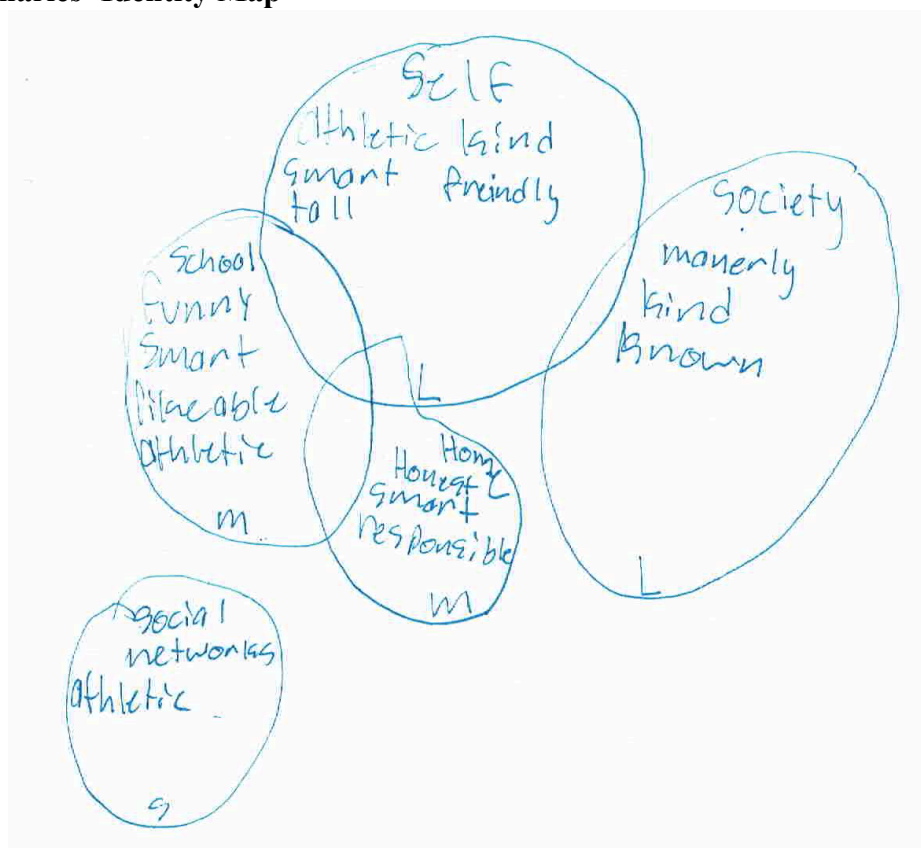 Identity Map
Self
athletic kind
smart freindly
tall
L
School
funny
Smart
likeable
athletic
m
Home
Honest
smart
responsible
m
Society
manerly
kind
known
L
social
networks
athletic
s